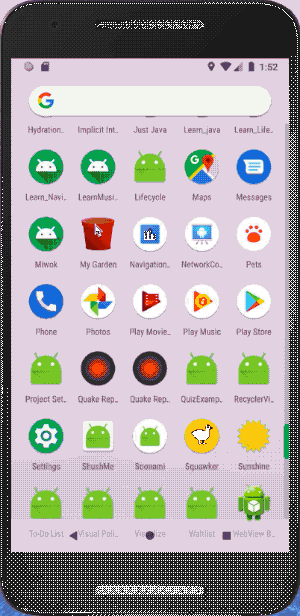 1:52
Hydration.. Implicit Int.. Just Java Learn_java Learn_Life..
Learn_Navi.. LearnMusi.. Lifecycle Maps Messages
Miwok My Garden Navigation.. NetworkCo.. Pets
Phone Photos Play Movie.. Play Music Play Store
Project Set.. Quake Rep.. Quake Rep.. QuizExamp.. RecyclerVi..
Settings ShushMe Soonami Squawker Sunshine
To-Do List Visual Poli.. Visualize Waitlist WebView B..